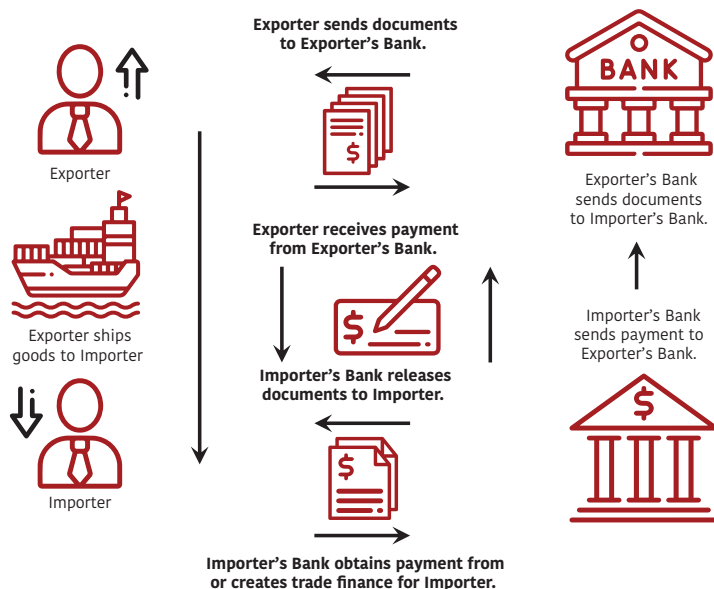 Exporter sends documents
to Exporter’s Bank.
BANK
$
Exporter
Exporter’s Bank
sends documents
to Importer’s Bank.
Exporter receives payment
from Exporter’s Bank.
$
Importer’s Bank
sends payment to
Exporter’s Bank.
Exporter ships
goods to Importer
Importer’s Bank releases
documents to Importer.
$
$
Importer
Importer’s Bank obtains payment from
or creates trade finance for Importer.